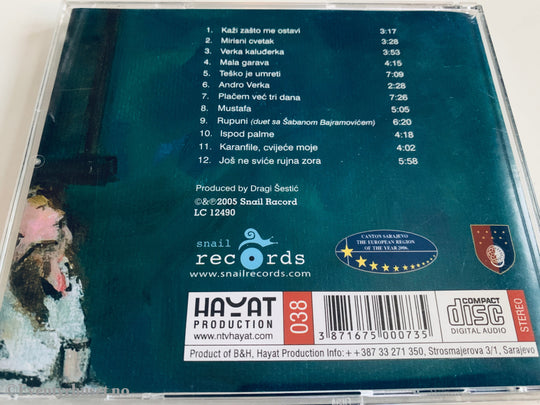 1. Kaži zašto me ostavi 3:17
2. Mirisni cvetak 3:28
3. Verka kaluđerka 3:53
4. Mala garava 4:15
5. Teško je umreti 7:09
6. Andro Verka 2:28
7. Plačem već tri dana 7:26
8. Mustafa 5:05
9. Rupuni (duet sa Šabanom Bajramovićem) 6:20
10. Ispod palme 4:18
11. Karanfile, cvijeće moje 4:02
12. Još ne sviće rujna zora 5:58
Produced by Dragi Šestić
©&℗2005 Snail Racord
LC 12490
snail
records
www.snailrecords.com
CANTON SARAJEVO
THE EUROPEAN REGION
OF THE YEAR 2006.
HAYAT
PRODUCTION
www.ntvhayat.com
038
3 871675 000735
COMPACT
disc
DIGITAL AUDIO
STEREO
Product of B&H, Hayat Production Info: + +387 33 271 350, Strosmajerova 3/1, Sarajevo